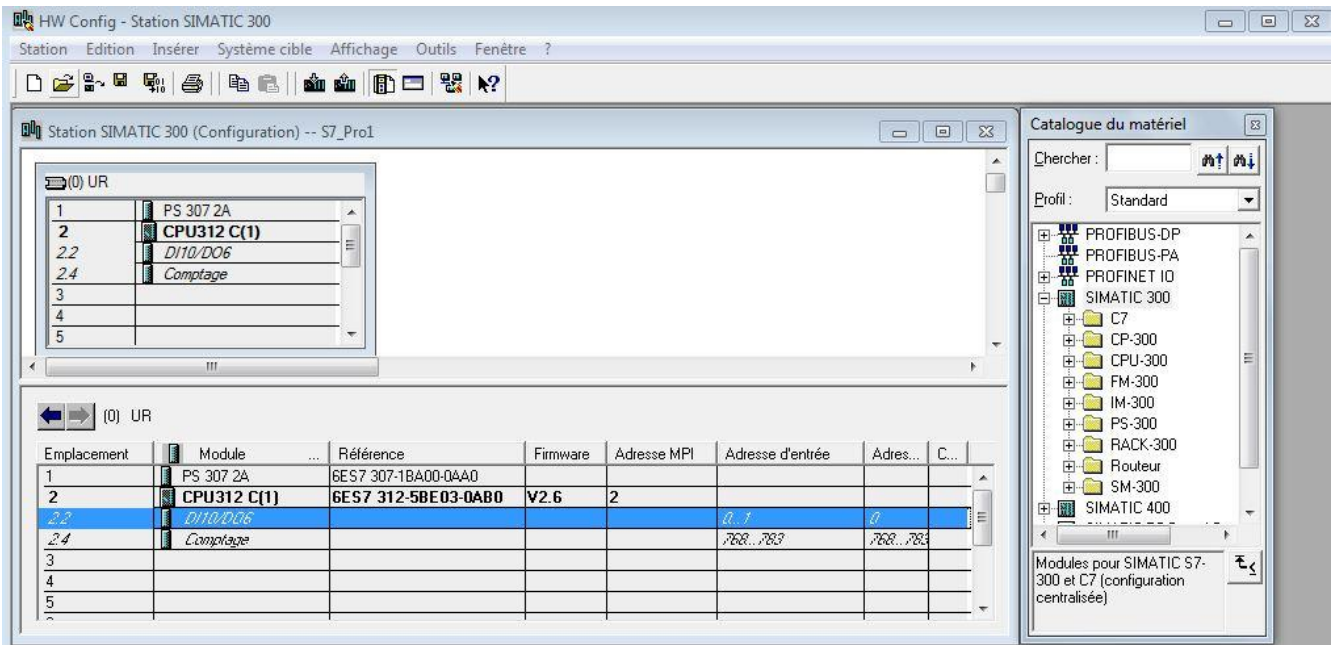 HW Config - Station SIMATIC 300
Station Edition Insérer Système cible Affichage Outils Fenêtre ?
Station SIMATIC 300 (Configuration) -- S7_Pro1
(0) UR
1 PS 307 2A
2 CPU312 C(1)
2.2 DI10/DO6
2.4 Comptage
3
4
5
(0) UR
Emplacement Module ... Référence Firmware Adresse MPI Adresse d'entrée Adres... C...
1 PS 307 2A 6ES7 307-1BA00-0AA0
2 CPU312 C(1) 6ES7 312-5BE03-0AB0 V2.6 2
2.2 DI10/DO6 0...1 0
2.4 Comptage 768...783 768...783
3
4
5
Catalogue du matériel
Chercher :
Profil : Standard
PROFIBUS-DP
PROFIBUS-PA
PROFINET IO
SIMATIC 300
C7
CP-300
CPU-300
FM-300
IM-300
PS-300
RACK-300
Routeur
SM-300
SIMATIC 400
Modules pour SIMATIC S7-
300 et C7 (configuration
centralisée)